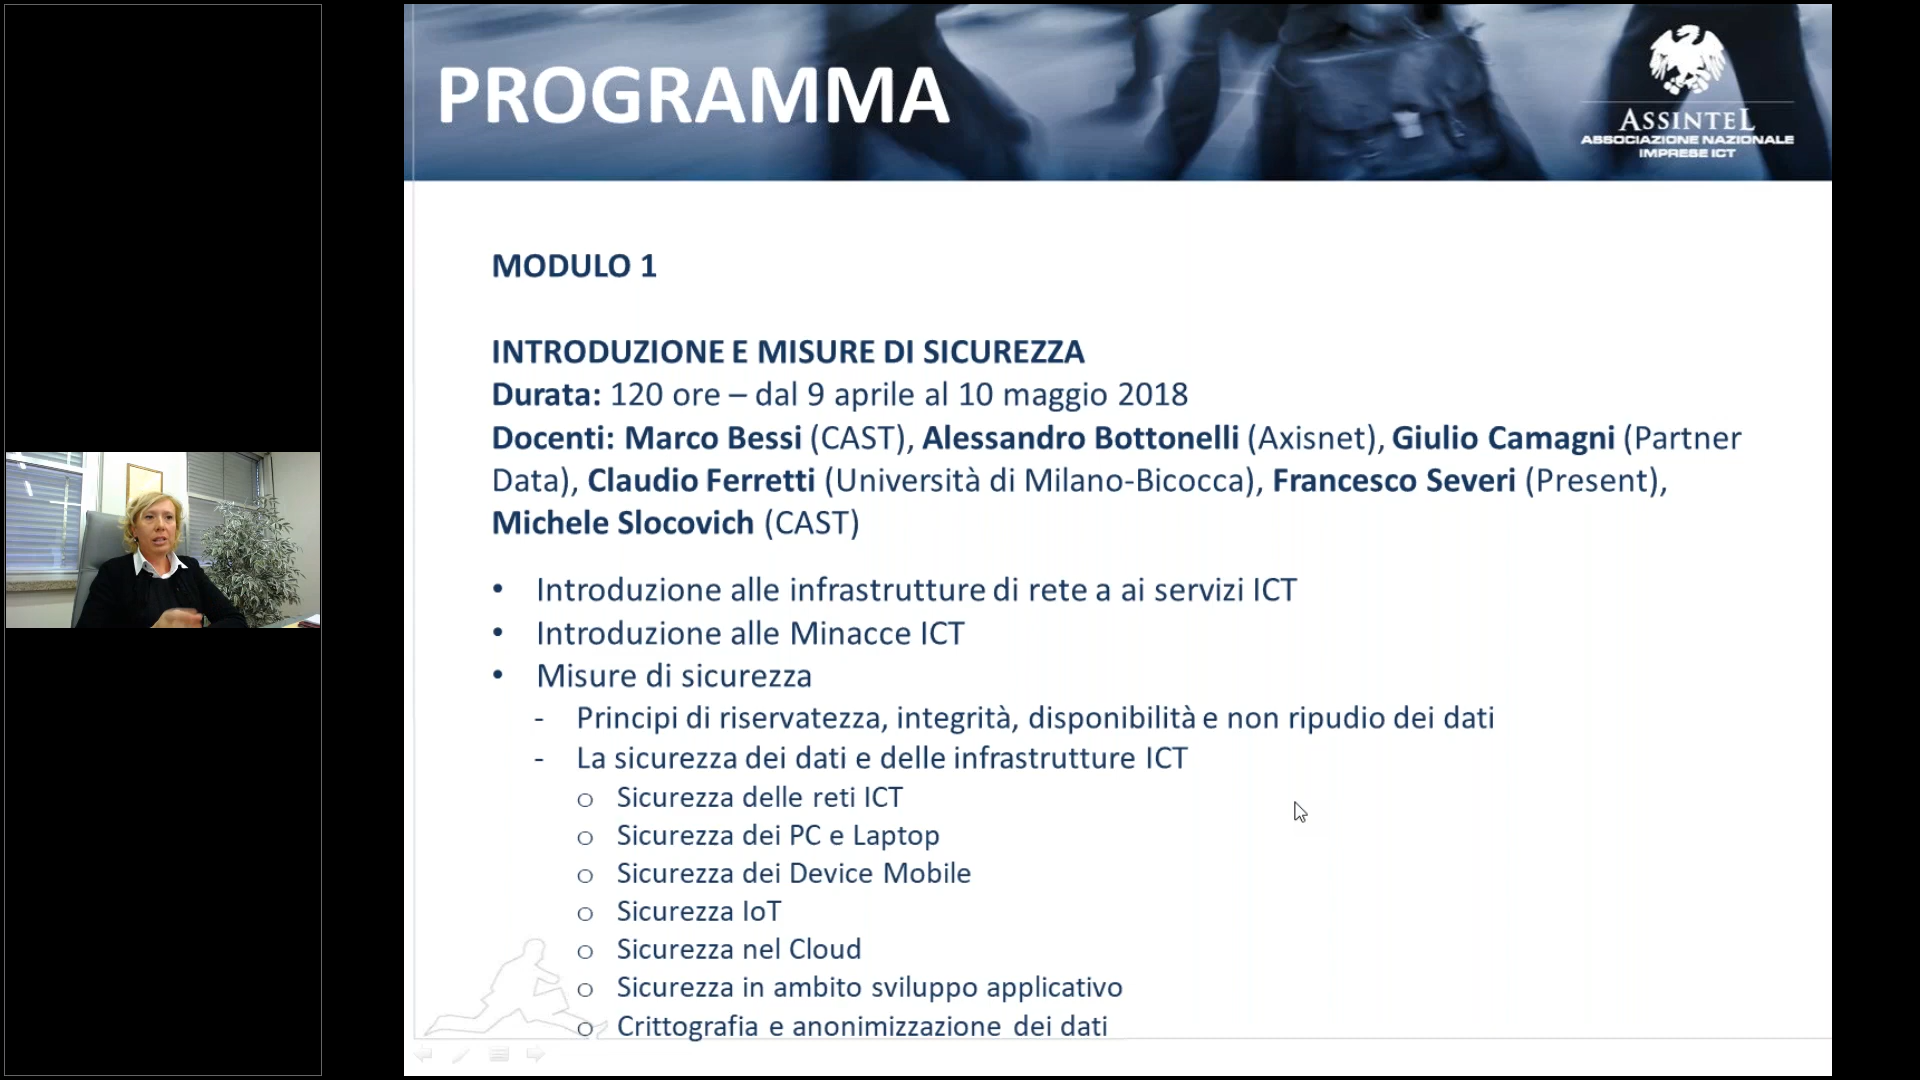 PROGRAMMA
ASSINTEL
ASSOCIAZIONE NAZIONALE
IMPRESE ICT
MODULO 1
INTRODUZIONE E MISURE DI SICUREZZA
Durata: 120 ore – dal 9 aprile al 10 maggio 2018
Docenti: Marco Bessi (CAST), Alessandro Bottonelli (Axisnet), Giulio Camagni (Partner
Data), Claudio Ferretti (Università di Milano-Bicocca), Francesco Severi (Present),
Michele Slocovich (CAST)
• Introduzione alle infrastrutture di rete a ai servizi ICT
• Introduzione alle Minacce ICT
• Misure di sicurezza
- Principi di riservatezza, integrità, disponibilità e non ripudio dei dati
- La sicurezza dei dati e delle infrastrutture ICT
o Sicurezza delle reti ICT
o Sicurezza dei PC e Laptop
o Sicurezza dei Device Mobile
o Sicurezza IoT
o Sicurezza nel Cloud
o Sicurezza in ambito sviluppo applicativo
o Crittografia e anonimizzazione dei dati